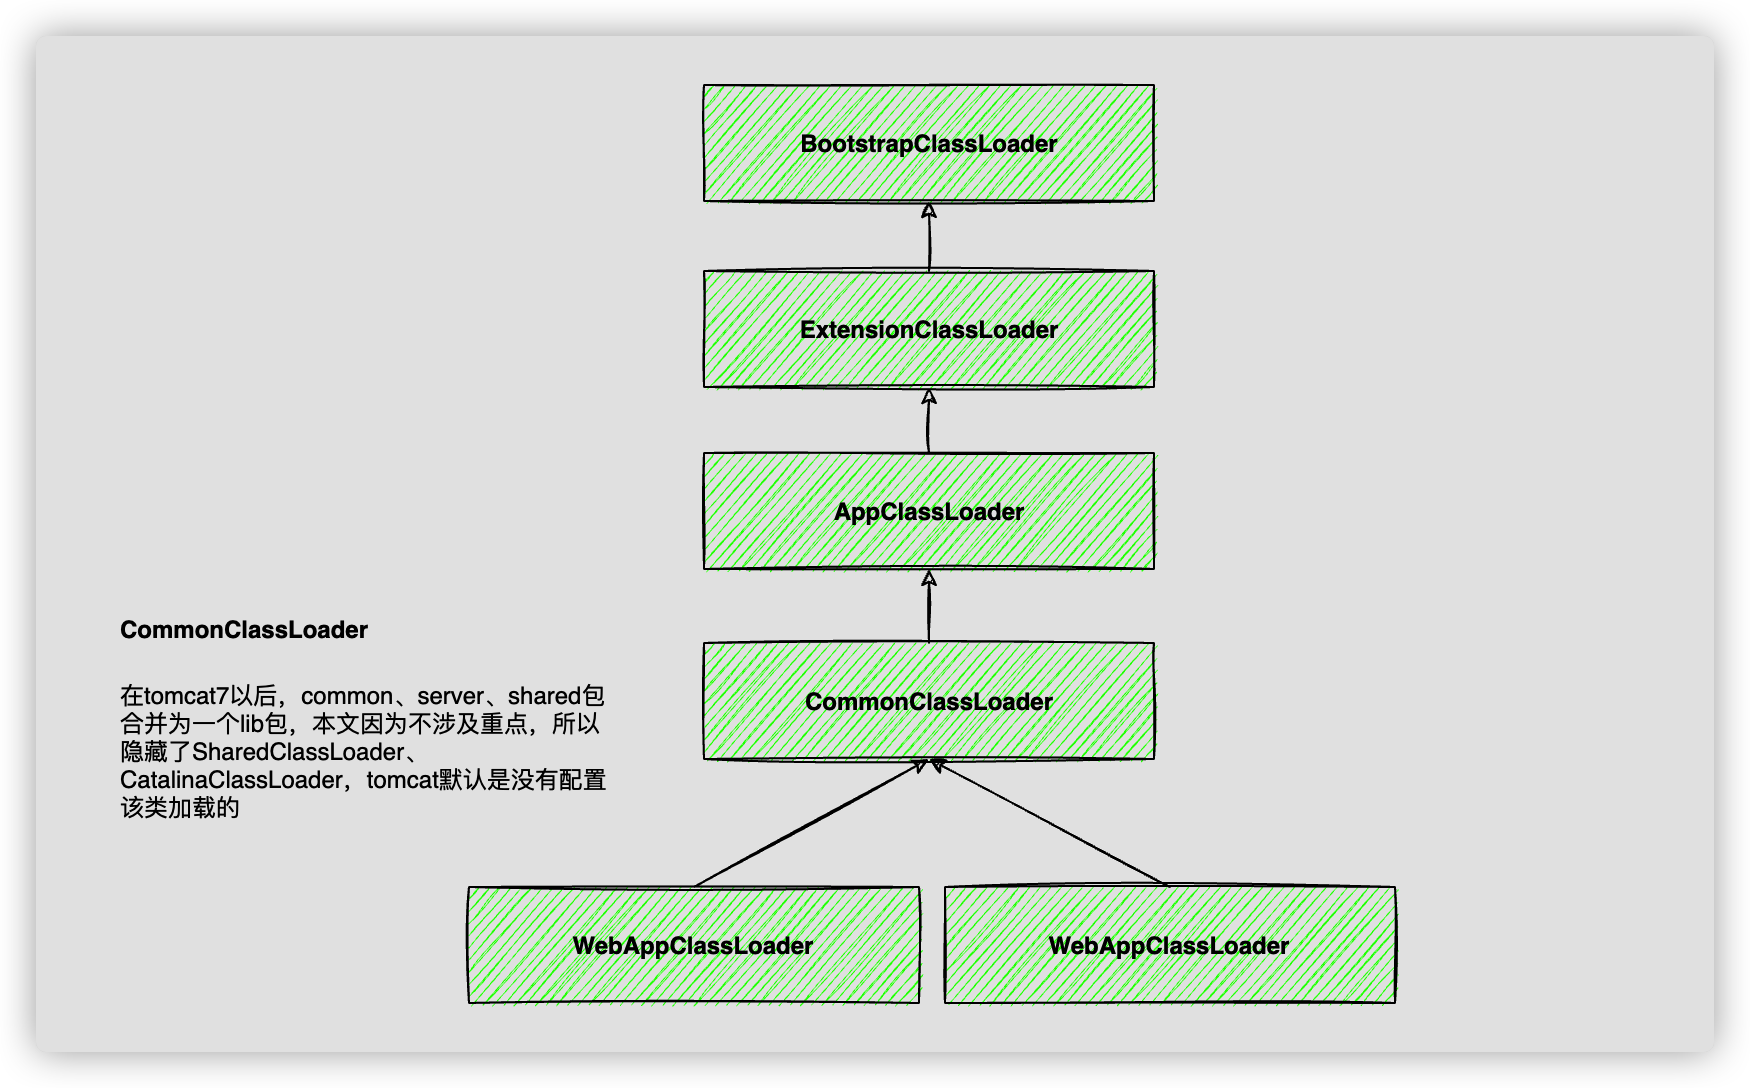 BootstrapClassLoader
ExtensionClassLoader
AppClassLoader
CommonClassLoader
在tomcat7以后，common、server、shared包
合并为一个lib包，本文因为不涉及重点，所以
隐藏了SharedClassLoader、
CatalinaClassLoader，tomcat默认是没有配置
该类加载的
CommonClassLoader
WebAppClassLoader
WebAppClassLoader